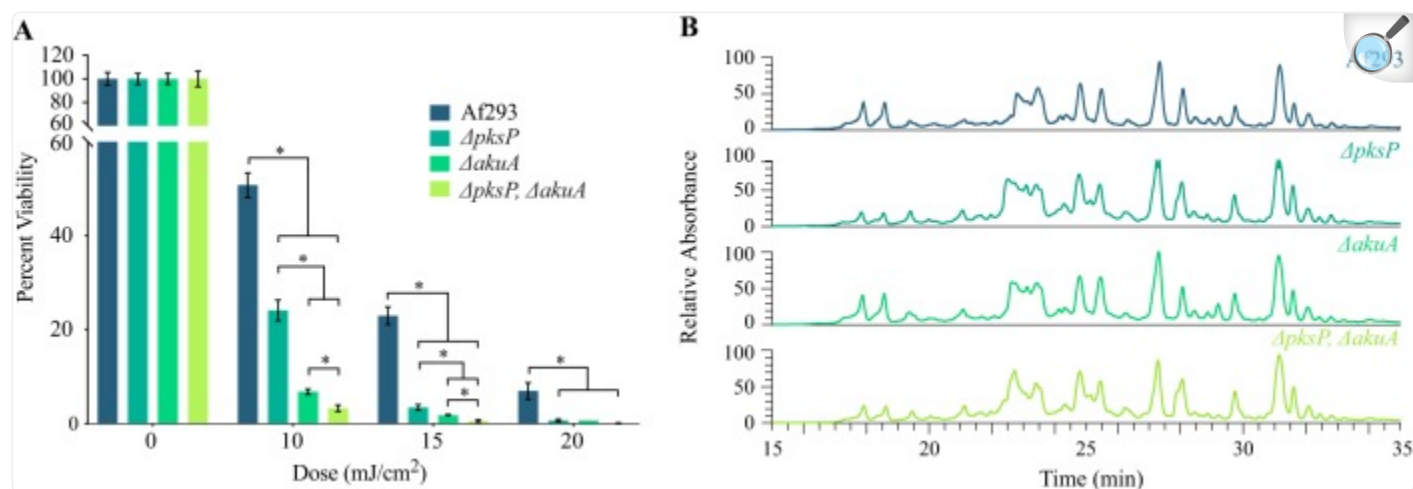 A
Percent Viability
120
100
80
60
60
40
20
0
Af293
ΔpksP
ΔakuA
ΔpksP, ΔakuA
*
*
*
*
*
*
*
0
10
15
20
Dose (mJ/cm²)
B
Relative Absorbance
100
50
0
Af293
100
50
0
ΔpksP
100
50
0
ΔakuA
100
50
0
ΔpksP, ΔakuA
15
20
25
30
35
Time (min)